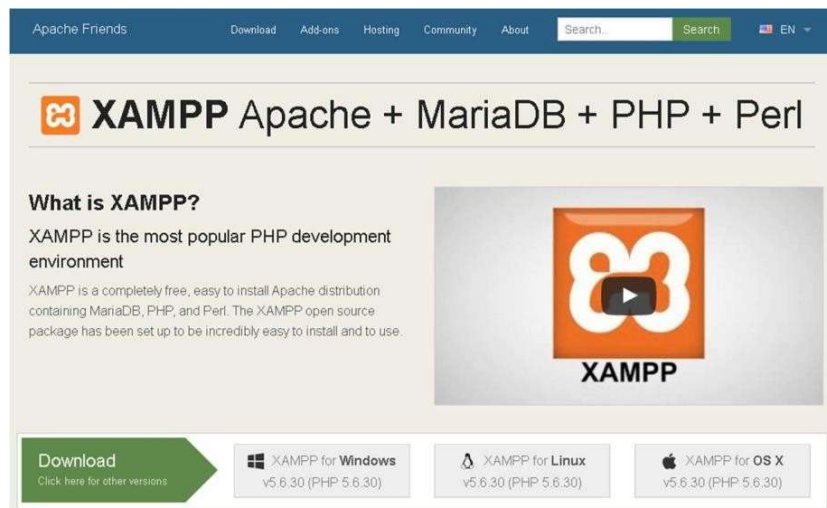 Apache Friends
Download
Add-ons
Hosting
Community
About
Search...
Search
EN
XAMPP Apache + MariaDB + PHP + Perl
What is XAMPP?
XAMPP is the most popular PHP development
environment
XAMPP is a completely free, easy to install Apache distribution
containing MariaDB, PHP, and Perl. The XAMPP open source
package has been set up to be incredibly easy to install and to use.
XAMPP
Download
Click here for other versions
XAMPP for Windows
v5.6.30 (PHP 5.6.30)
XAMPP for Linux
v5.6.30 (PHP 5.6.30)
XAMPP for OS X
v5.6.30 (PHP 5.6.30)